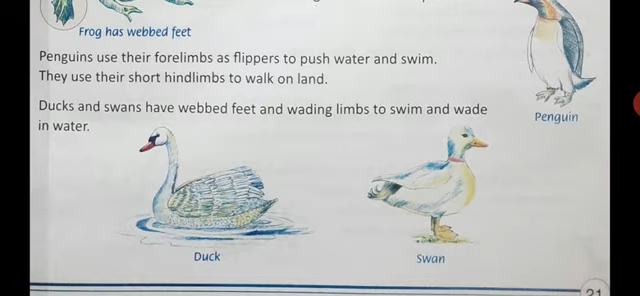 Frog has webbed feet
Penguins use their forelimbs as flippers to push water and swim.
They use their short hindlimbs to walk on land.
Penguin
Ducks and swans have webbed feet and wading limbs to swim and wade
in water.
Duck
Swan